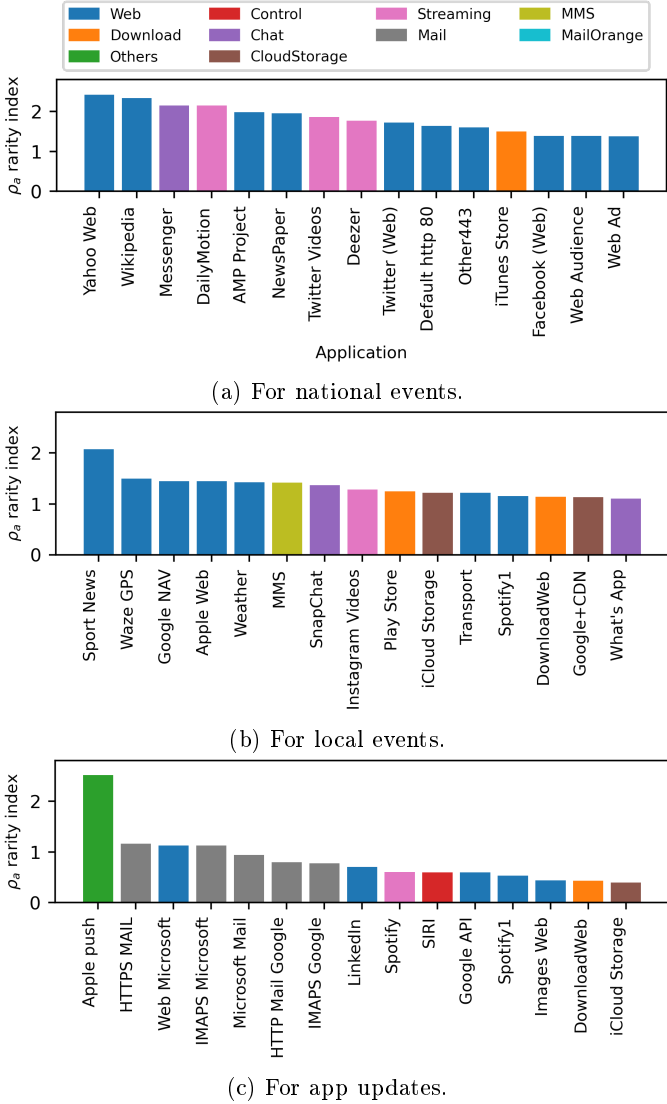 Web Control Streaming MMS
Download Chat Mail MailOrange
Others CloudStorage
ρa rarity index
2
1
0
Yahoo Web
Wikipedia
Messenger
DailyMotion
AMP Project
NewsPaper
Twitter Videos
Deezer
Twitter (Web)
Default http 80
Other443
iTunes Store
Facebook (Web)
Web Audience
Web Ad
Application
(a) For national events.
ρa rarity index
2
1
0
Sport News
Waze GPS
Google NAV
Apple Web
Weather
MMS
SnapChat
Instagram Videos
Play Store
iCloud Storage
Transport
Spotify1
DownloadWeb
Google+CDN
What's App
(b) For local events.
ρa rarity index
2
1
0
Apple push
HTTPS MAIL
Web Microsoft
IMAPS Microsoft
Microsoft Mail
HTTP Mail Google
IMAPS Google
LinkedIn
Spotify
SIRI
Google API
Spotify1
Images Web
DownloadWeb
iCloud Storage
(c) For app updates.